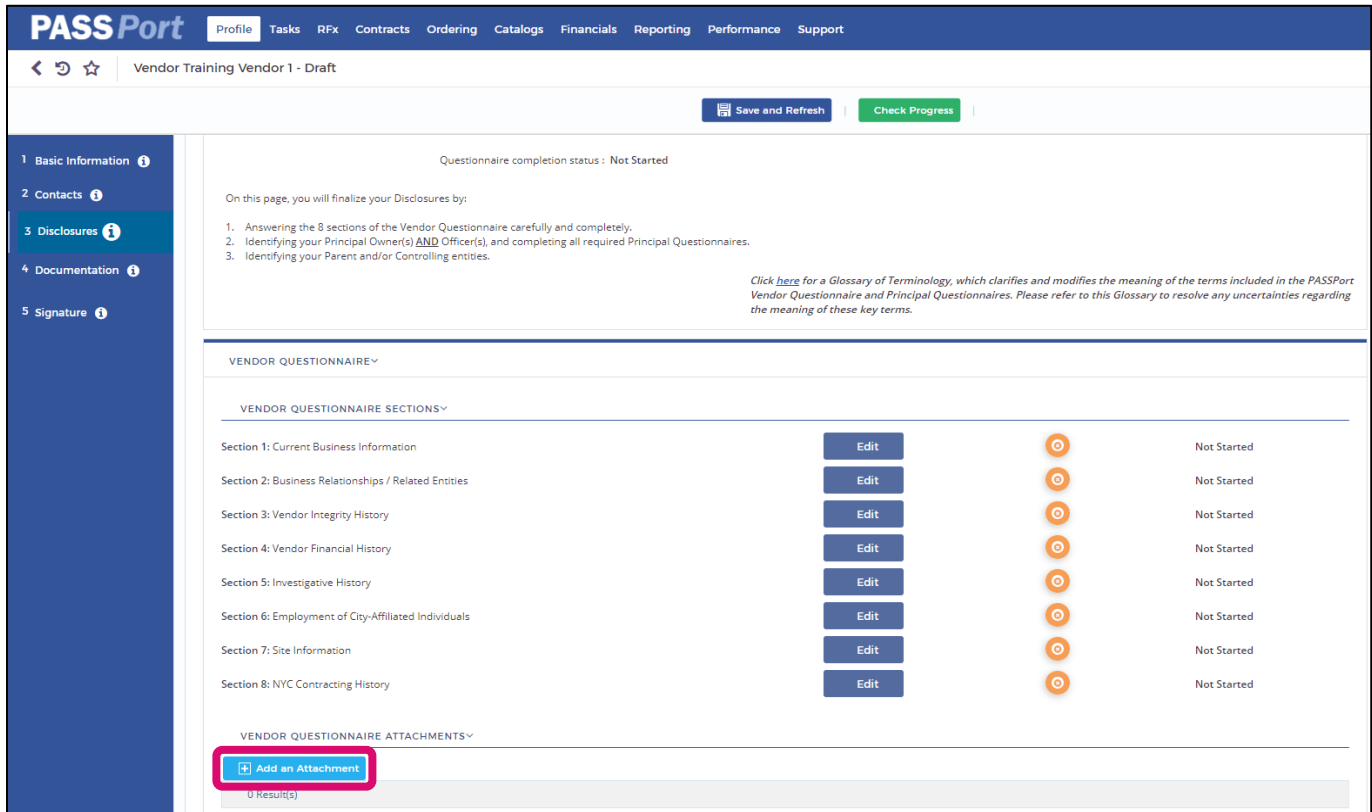 PASSPort Profile Tasks RFx Contracts Ordering Catalogs Financials Reporting Performance Support
Vendor Training Vendor 1 - Draft
Save and Refresh | Check Progress |
1 Basic Information i
2 Contacts i
3 Disclosures i
4 Documentation i
5 Signature i
Questionnaire completion status : Not Started
On this page, you will finalize your Disclosures by:
1. Answering the 8 sections of the Vendor Questionnaire carefully and completely.
2. Identifying your Principal Owner(s) AND Officer(s), and completing all required Principal Questionnaires.
3. Identifying your Parent and/or Controlling entities.
Click here for a Glossary of Terminology, which clarifies and modifies the meaning of the terms included in the PASSPort
Vendor Questionnaire and Principal Questionnaires. Please refer to this Glossary to resolve any uncertainties regarding
the meaning of these key terms.
VENDOR QUESTIONNAIRE
VENDOR QUESTIONNAIRE SECTIONS
Section 1: Current Business Information Edit Not Started
Section 2: Business Relationships / Related Entities Edit Not Started
Section 3: Vendor Integrity History Edit Not Started
Section 4: Vendor Financial History Edit Not Started
Section 5: Investigative History Edit Not Started
Section 6: Employment of City-Affiliated Individuals Edit Not Started
Section 7: Site Information Edit Not Started
Section 8: NYC Contracting History Edit Not Started
VENDOR QUESTIONNAIRE ATTACHMENTS
Add an Attachment
0 Result(s)